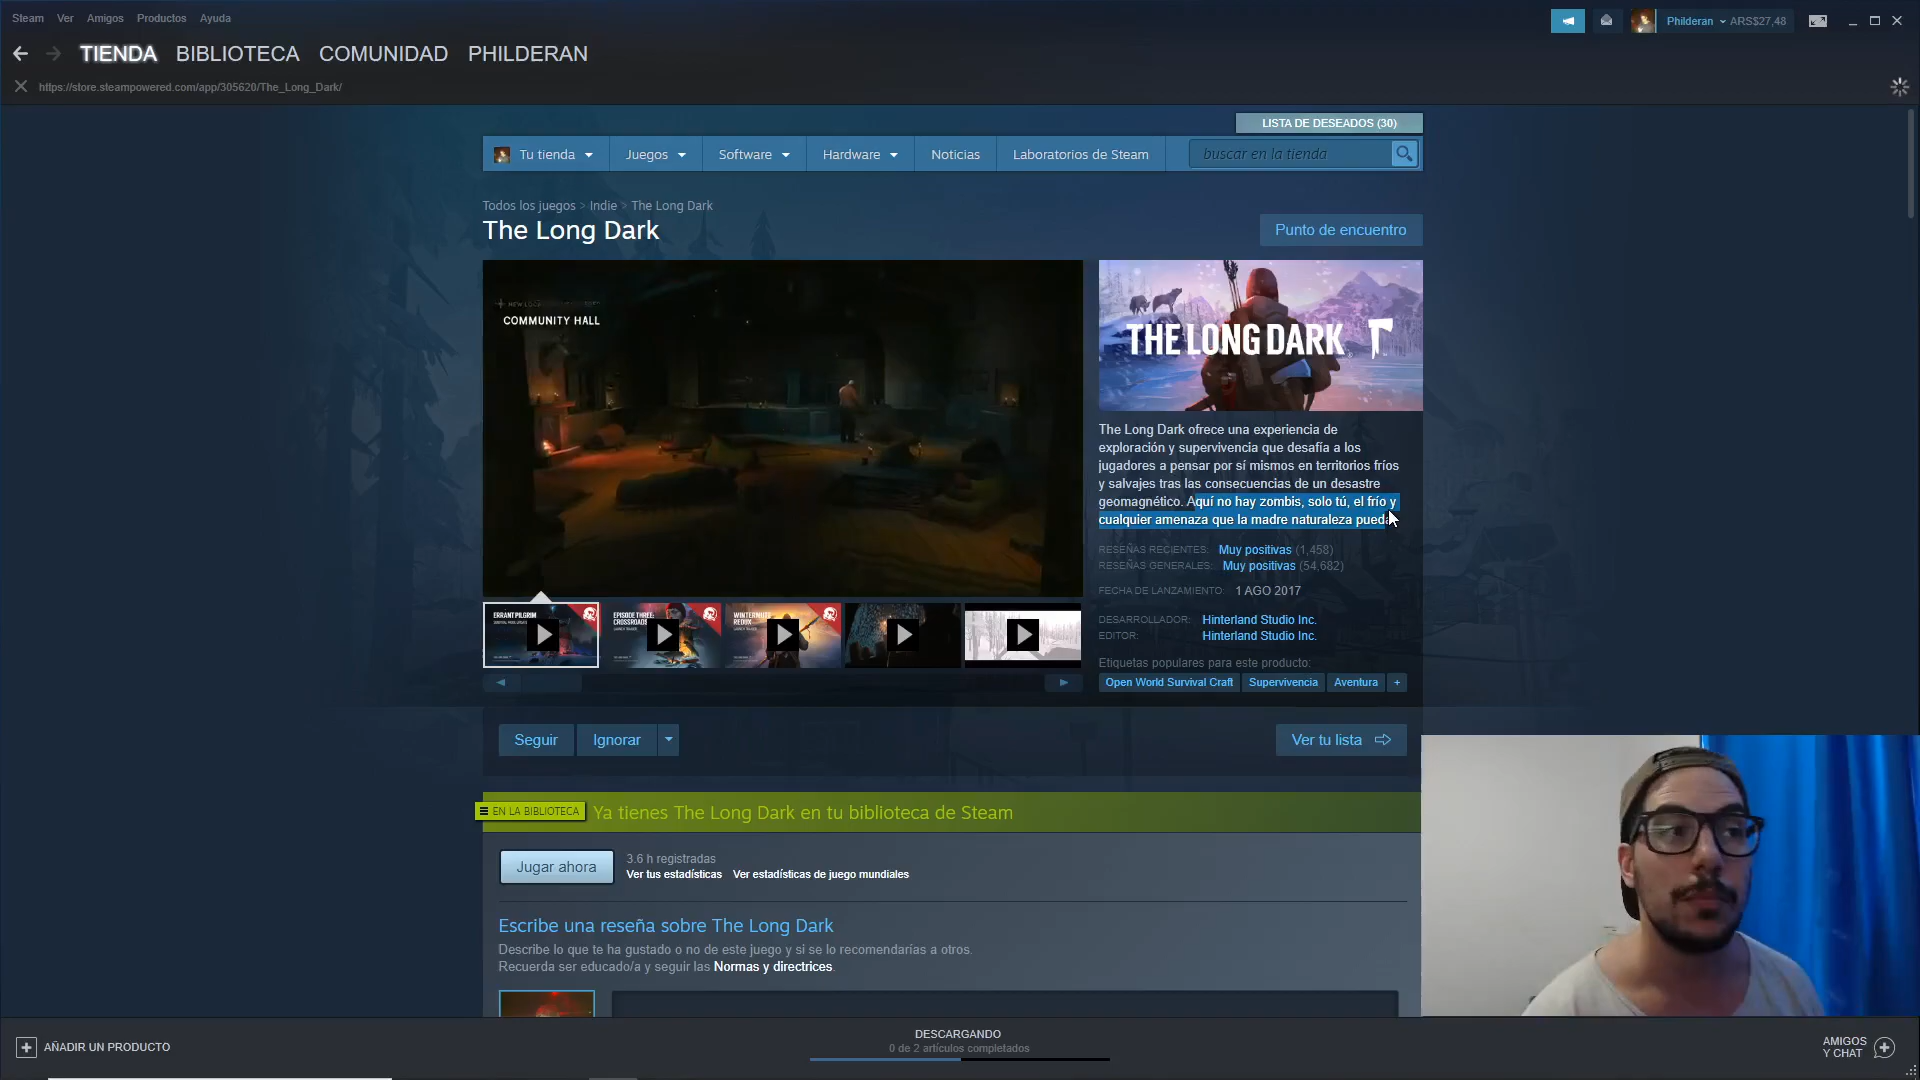 Steam Ver Amigos Productos Ayuda
Philderan ARS$27,48
TIENDA BIBLIOTECA COMUNIDAD PHILDERAN
https://store.steampowered.com/app/305620/The_Long_Dark/
LISTA DE DESEADOS (30)
Tu tienda Juegos Software Hardware Noticias Laboratorios de Steam buscar en la tienda
Todos los juegos > Indie > The Long Dark
The Long Dark
Punto de encuentro
COMMUNITY HALL
THE LONG DARK
The Long Dark ofrece una experiencia de
exploración y supervivencia que desafía a los
jugadores a pensar por sí mismos en territorios fríos
y salvajes tras las consecuencias de un desastre
geomagnético. Aquí no hay zombis, solo tú, el frío y
cualquier amenaza que la madre naturaleza pueda
RESEÑAS RECIENTES: Muy positivas (1,458)
RESEÑAS GENERALES: Muy positivas (54,682)
FECHA DE LANZAMIENTO: 1 AGO 2017
DESARROLLADOR: Hinterland Studio Inc.
EDITOR: Hinterland Studio Inc.
Etiquetas populares para este producto:
Open World Survival Craft Supervivencia Aventura +
ERRANT PILGRIM
EPISODE THREE:
CROSSROADS
WINTERMUTE
REDUX
Seguir Ignorar Ver tu lista
EN LA BIBLIOTECA Ya tienes The Long Dark en tu biblioteca de Steam
Jugar ahora
3.6 h registradas
Ver tus estadísticas Ver estadísticas de juego mundiales
Escribe una reseña sobre The Long Dark
Describe lo que te ha gustado o no de este juego y si se lo recomendarías a otros.
Recuerda ser educado/a y seguir las Normas y directrices.
AÑADIR UN PRODUCTO
DESCARGANDO
0 de 2 artículos completados
AMIGOS
Y CHAT